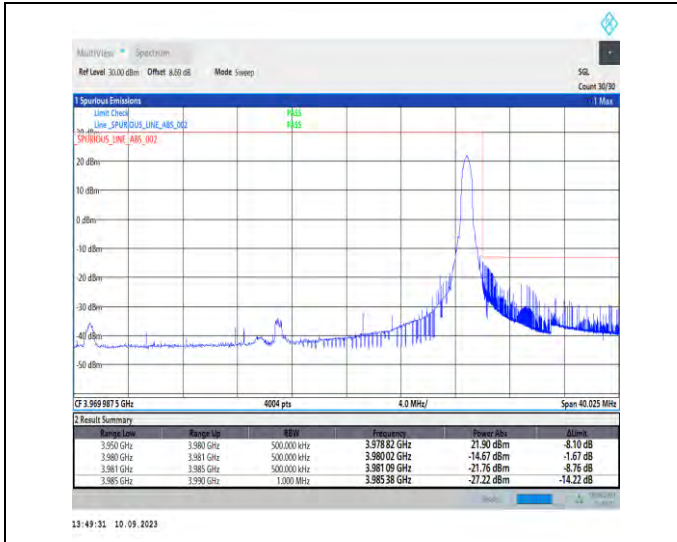 MultiView Spectrum
Ref Level 30.00 dBm Offset 8.69 dB Mode Sweep SGL
Count 30/30
1 Spurious Emissions 1 Max
Limit Check PASS
Line _SPURIOUS_LINE_ABS_002 PASS
_SPURIOUS_LINE_ABS_002
20 dBm
10 dBm
0 dBm
-10 dBm
-20 dBm
-30 dBm
-40 dBm
-50 dBm
CF 3.969 987 5 GHz 4004 pts 4.0 MHz/ Span 40.025 MHz
2 Result Summary
Range Low Range Up RBW Frequency Power Abs ΔLimit
3.950 GHz 3.980 GHz 500.000 kHz 3.978 82 GHz 21.90 dBm -8.10 dB
3.980 GHz 3.981 GHz 500.000 kHz 3.980 02 GHz -14.67 dBm -1.67 dB
3.981 GHz 3.985 GHz 500.000 kHz 3.981 09 GHz -21.76 dBm -8.76 dB
3.985 GHz 3.990 GHz 1.000 MHz 3.985 38 GHz -27.22 dBm -14.22 dB
13:49:31 10.09.2023